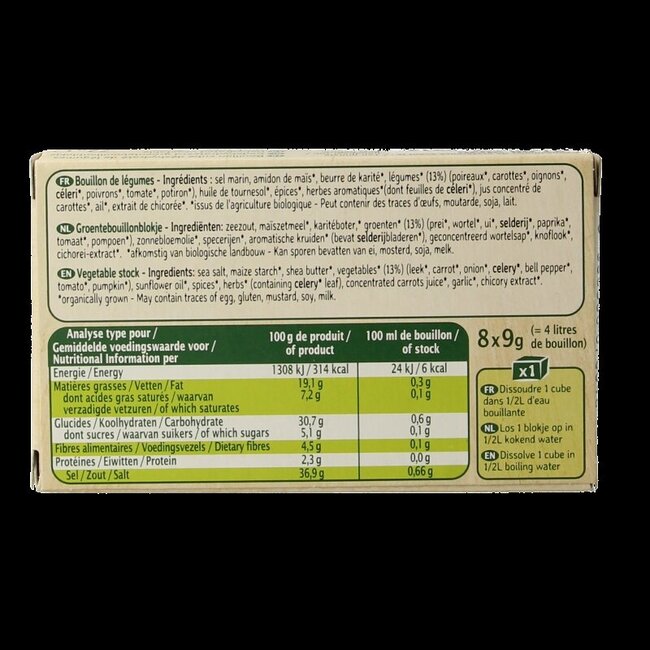 FR Bouillon de légumes - Ingrédients : sel marin, amidon de maïs*, beurre de karité*, légumes* (13%) (poireaux*, carottes*, oignons*,
céleri*, poivrons*, tomate*, potiron*), huile de tournesol*, épices*, herbes aromatiques*(dont feuilles de céleri*), jus concentré de
carottes*, ail*, extrait de chicorée*. *issus de l'agriculture biologique - Peut contenir des traces d'œufs, moutarde, soja, lait.
NL Groentebouillonblokje - Ingrediënten: zeezout, maïszetmeel*, karitéboter,* groenten* (13%) (prei*, wortel*, ui*, selderij*, paprika*,
tomaat*, pompoen*), zonnebloemolie*, specerijen*, aromatische kruiden* (bevat selderijbladeren*), geconcentreerd wortelsap*, knoflook*,
cichorei-extract*. *afkomstig van biologische landbouw - Kan sporen bevatten van ei, mosterd, soja, melk.
EN Vegetable stock - Ingredients: sea salt, maize starch*, shea butter*, vegetables* (13%) (leek*, carrot*, onion*, celery*, bell pepper*,
tomato*, pumpkin*), sunflower oil*, spices*, herbs* (containing celery* leaf), concentrated carrots juice*, garlic*, chicory extract*.
*organically grown - May contain traces of egg, gluten, mustard, soy, milk.
Analyse type pour /
Gemiddelde voedingswaarde voor /
Nutritional Information per
100 g de produit /
of product
100 ml de bouillon /
of stock
Energie / Energy 1308 kJ / 314 kcal 24 kJ / 6 kcal
Matières grasses / Vetten / Fat 19,1 g 0,3 g
dont acides gras saturés / waarvan 7,2 g 0,1 g
verzadigde vetzuren / of which saturates
Glucides / Koolhydraten / Carbohydrate 30,7 g 0,6 g
dont sucres / waarvan suikers / of which sugars 5,1 g 0,1 g
Fibres alimentaires / Voedingsvezels / Dietary fibres 4,5 g 0,1 g
Protéines / Eiwitten / Protein 2,3 g 0,0 g
Sel / Zout / Salt 36,9 g 0,66 g
8 x 9g (= 4 litres
de bouillon)
x1
FR Dissoudre 1 cube
dans 1/2L d'eau
bouillante
NL Los 1 blokje op in
1/2L kokend water
EN Dissolve 1 cube in
1/2L boiling water